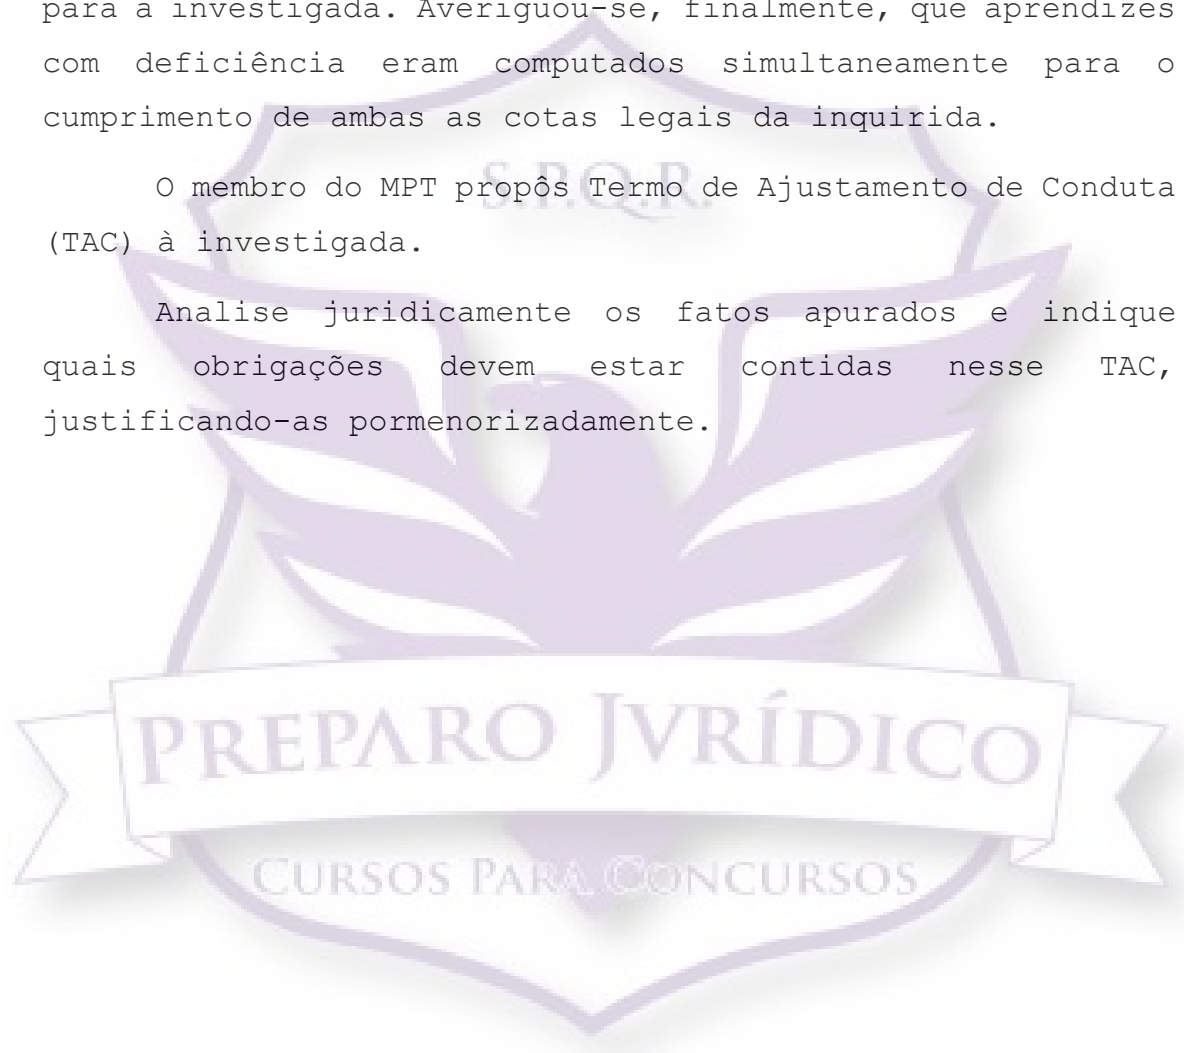 para a investigada. Averiguou-se, finalmente, que aprendizes
com deficiência eram computados simultaneamente para o
cumprimento de ambas as cotas legais da inquirida.
S.P.Q.R.
O membro do MPT propôs Termo de Ajustamento de Conduta
(TAC) à investigada.
Analise juridicamente os fatos apurados e indique
quais obrigações devem estar contidas nesse TAC,
justificando-as pormenorizadamente.
PREPARO JVRÍDICO
CURSOS PARA CONCURSOS